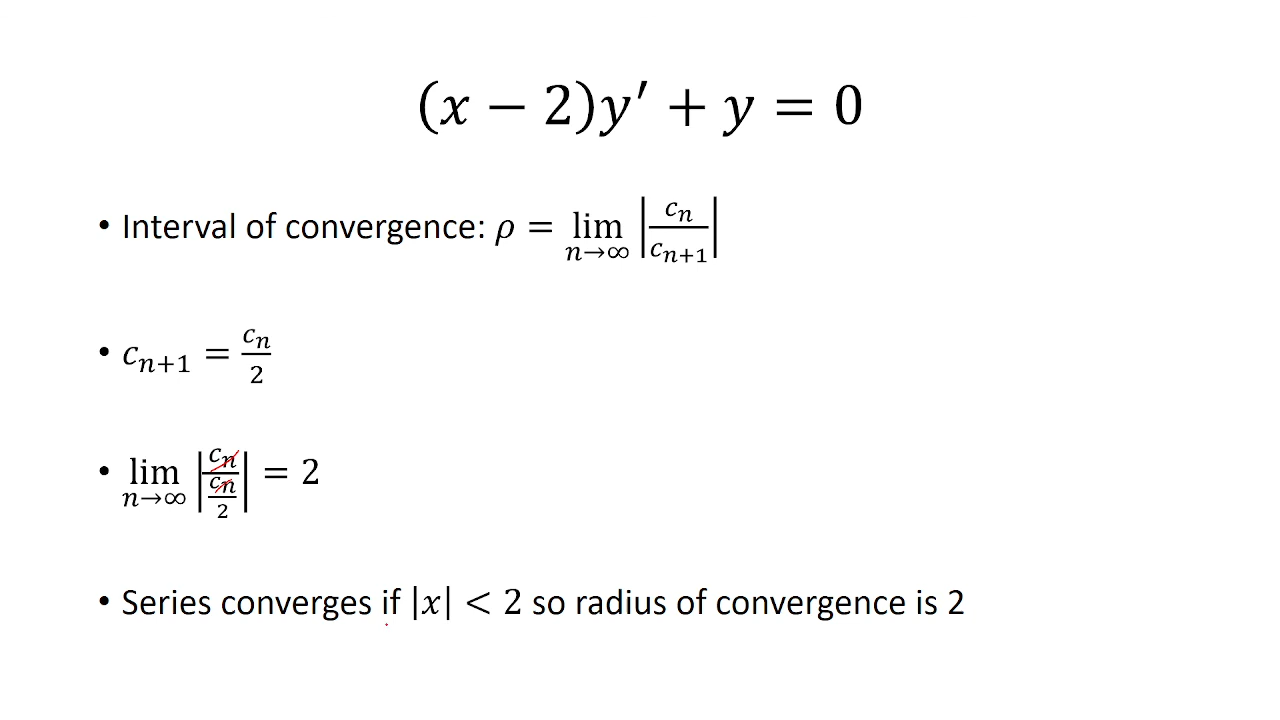 (x − 2)y′ + y = 0
• Interval of convergence: ρ = lim_{n→∞} |c_n / c_{n+1}|
• c_{n+1} = c_n / 2
• lim_{n→∞} |c_n / (c_n / 2)| = 2
• Series converges if |x| < 2 so radius of convergence is 2